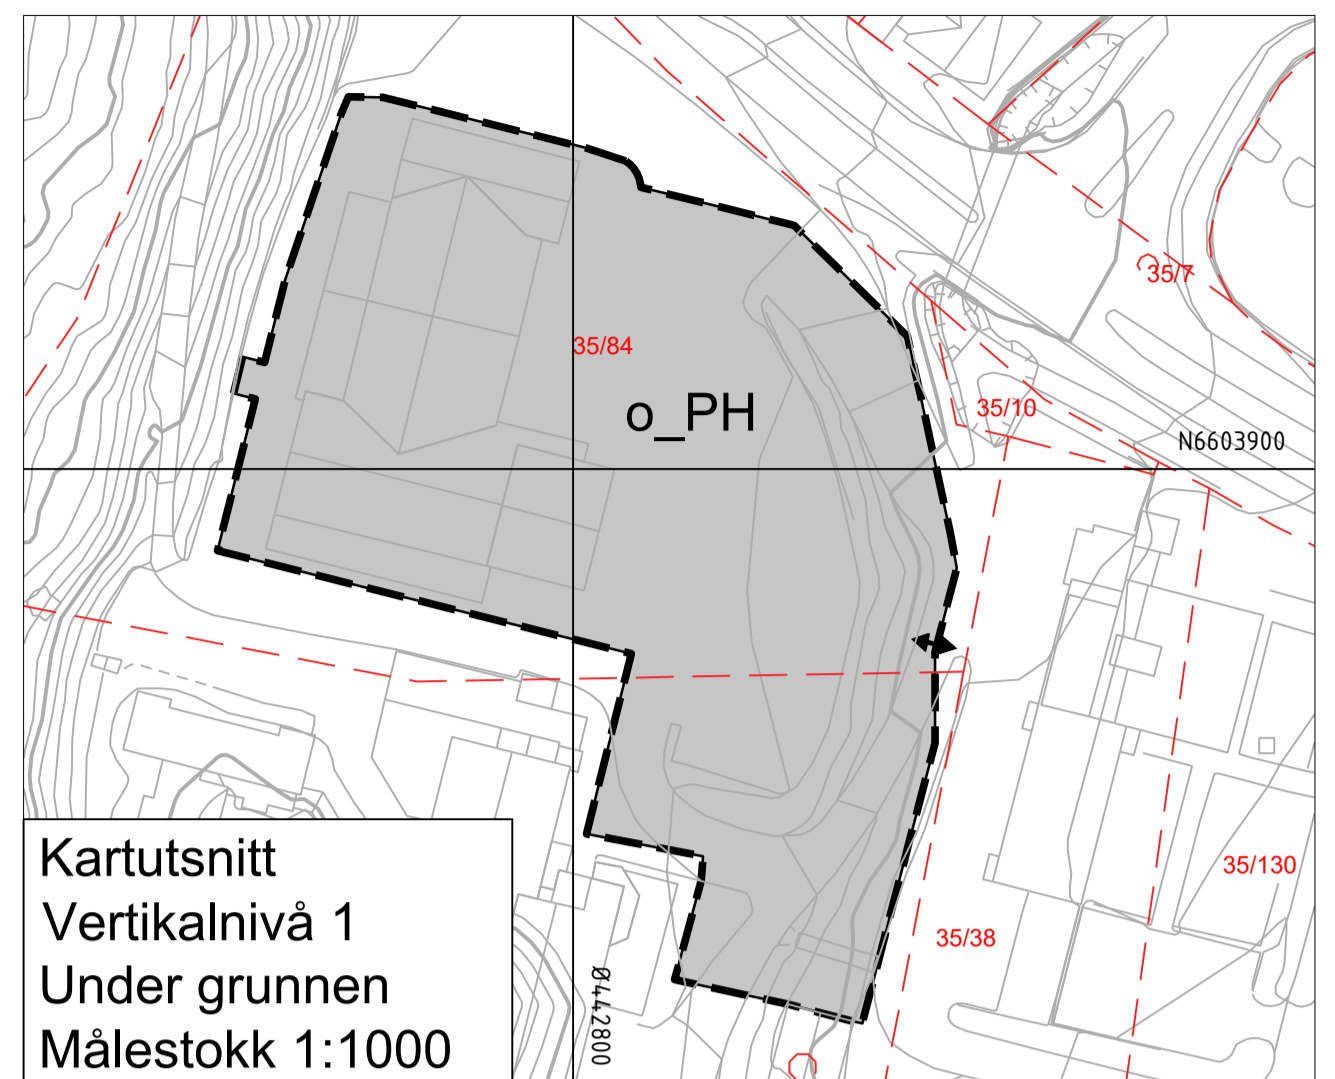 35/7
35/84
35/10
o_PH
N6603900
Kartutsnitt
Vertikalnivå 1
Under grunnen
Målestokk 1:1000
35/130
35/38
Ø442800